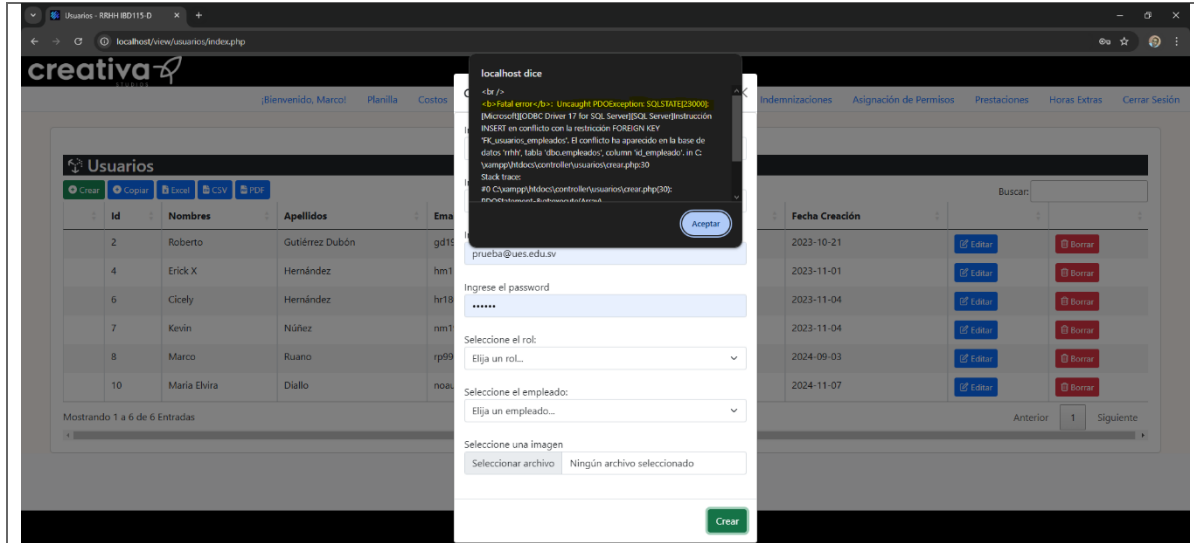 Usuarios - RRHH IBD115-D
localhost/view/usuarios/index.php
creativa
STUDIOS
¡Bienvenido, Marco! Planilla Costos Indemnizaciones Asignación de Permisos Prestaciones Horas Extras Cerrar Sesión
localhost dice
<br />
<b>Fatal error</b>: Uncaught PDOException: SQLSTATE[23000]:
[Microsoft][ODBC Driver 17 for SQL Server][SQL Server]Instrucción
INSERT en conflicto con la restricción FOREIGN KEY
'FK_usuarios_empleados'. El conflicto ha aparecido en la base de
datos 'rrhh', tabla 'dbo.empleados', column 'id_empleado'. in C:
\xampp\htdocs\controller\usuarios\crear.php:30
Stack trace:
#0 C:\xampp\htdocs\controller\usuarios\crear.php(30):
Aceptar
Usuarios
Crear Copiar Excel CSV PDF Buscar:
Id Nombres Apellidos Ema Fecha Creación
2 Roberto Gutiérrez Dubón gd19 2023-10-21 Editar Borrar
4 Erick X Hernández hm1 2023-11-01 Editar Borrar
6 Cicely Hernández hr18 2023-11-04 Editar Borrar
7 Kevin Núñez nm1 2023-11-04 Editar Borrar
8 Marco Ruano rp99 2024-09-03 Editar Borrar
10 Maria Elvira Diallo noau 2024-11-07 Editar Borrar
Mostrando 1 a 6 de 6 Entradas Anterior 1 Siguiente
prueba@ues.edu.sv
Ingrese el password
••••••
Seleccione el rol:
Elija un rol...
Seleccione el empleado:
Elija un empleado...
Seleccione una imagen
Seleccionar archivo Ningún archivo seleccionado
Crear